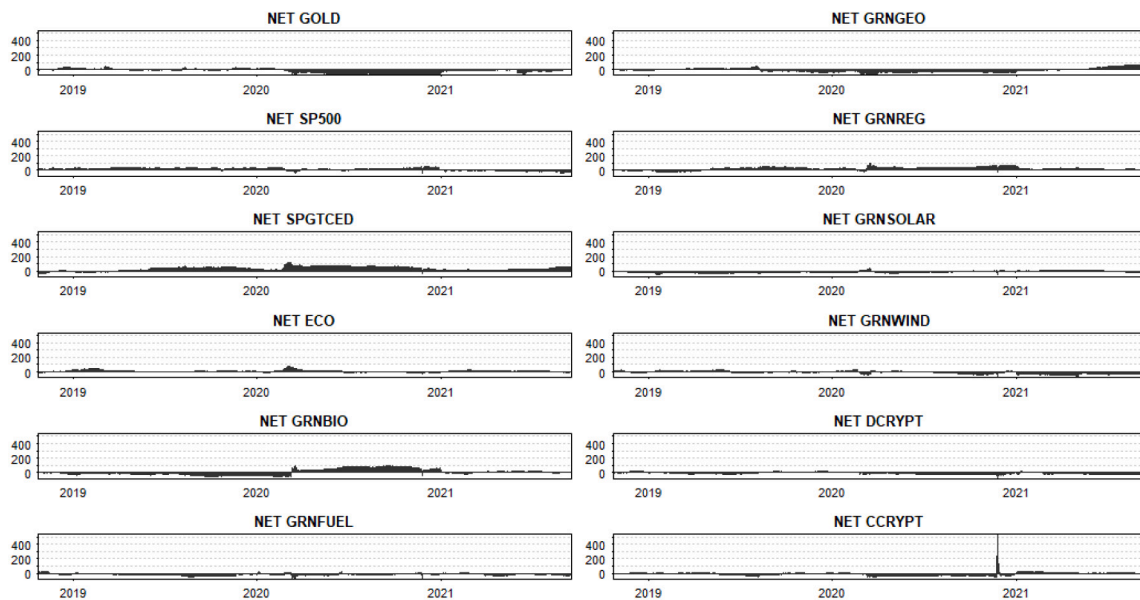 NET GOLD
400
200
0
2019 2020 2021
NET SP500
400
200
0
2019 2020 2021
NET SPGTCED
400
200
0
2019 2020 2021
NET ECO
400
200
0
2019 2020 2021
NET GRNBIO
400
200
0
2019 2020 2021
NET GRNFUEL
400
200
0
2019 2020 2021
NET GRNGEO
400
200
0
2019 2020 2021
NET GRNREG
400
200
0
2019 2020 2021
NET GRNSOLAR
400
200
0
2019 2020 2021
NET GRNWIND
400
200
0
2019 2020 2021
NET DCRYPT
400
200
0
2019 2020 2021
NET CCRYPT
400
200
0
2019 2020 2021